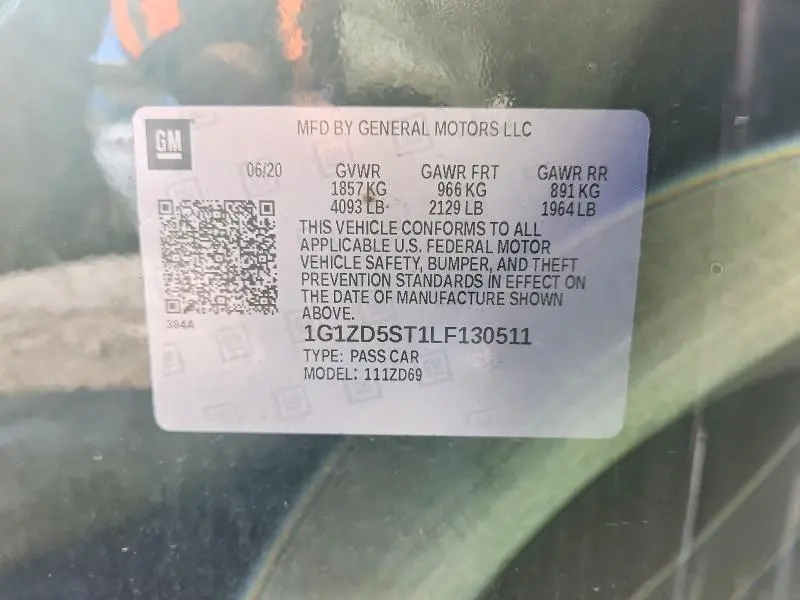 GM
MFD BY GENERAL MOTORS LLC
06/20 GVWR GAWR FRT GAWR RR
1857 KG 966 KG 891 KG
4093 LB 2129 LB 1964 LB
THIS VEHICLE CONFORMS TO ALL
APPLICABLE U.S. FEDERAL MOTOR
VEHICLE SAFETY, BUMPER, AND THEFT
PREVENTION STANDARDS IN EFFECT ON
THE DATE OF MANUFACTURE SHOWN
ABOVE.
384A
1G1ZD5ST1LF130511
TYPE: PASS CAR
MODEL: 111ZD69